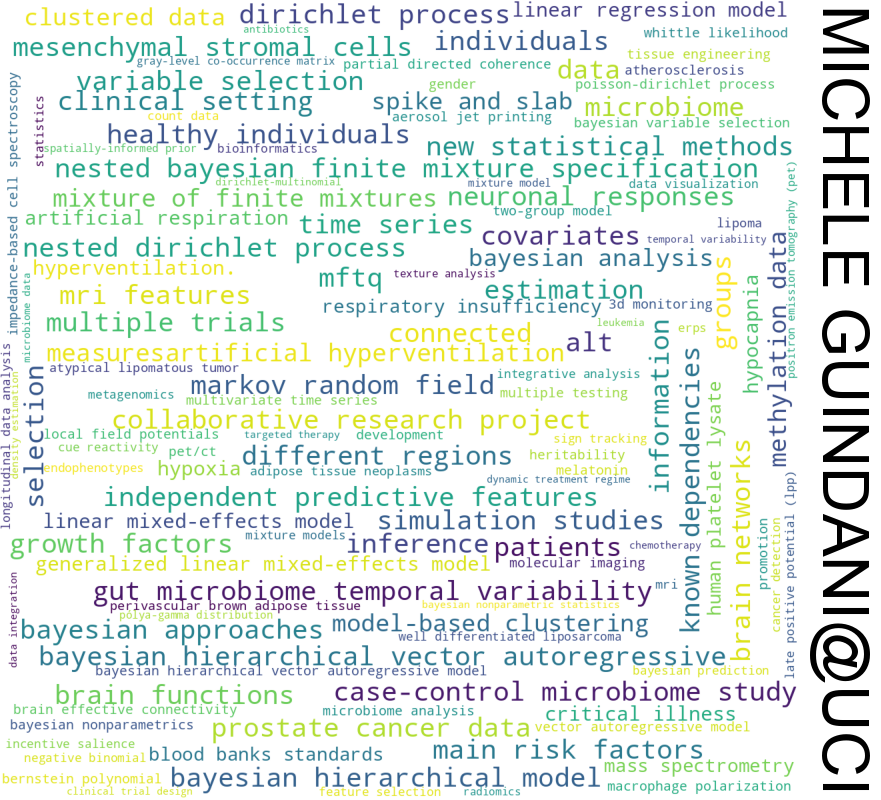 clustered data
dirichlet process
linear regression model
antibiotics
whittle likelihood
mesenchymal stromal cells
individuals
gray-level co-occurrence matrix
partial directed coherence
tissue engineering
data
atherosclerosis
variable selection
gender
poisson-dirichlet process
clinical setting
spike and slab
microbiome
count data
aerosol jet printing
bayesian variable selection
statistics
healthy individuals
spatially-informed prior
bioinformatics
new statistical methods
nested bayesian finite mixture specification
dirichlet-multinomial
mixture model
data visualization
mixture of finite mixtures
neuronal responses
artificial respiration
time series
two-group model
lipoma
covariates
temporal variability
nested dirichlet process
bayesian analysis
hyperventilation.
mftq
texture analysis
mri features
estimation
respiratory insufficiency
3d monitoring
multiple trials
connected
leukemia
erps
measuresartificial hyperventilation
alt
atypical lipomatous tumor
markov random field
integrative analysis
metagenomics
multivariate time series
multiple testing
collaborative research project
local field potentials
targeted therapy
development
sign tracking
cue reactivity
pet/ct
different regions
heritability
endophenotypes
hypoxia
adipose tissue neoplasms
melatonin
dynamic treatment regime
independent predictive features
linear mixed-effects model
simulation studies
growth factors
mixture models
inference
patients
chemotherapy
generalized linear mixed-effects model
molecular imaging
gut microbiome temporal variability
mri
perivascular brown adipose tissue
bayesian nonparametric statistics
polya-gamma distribution
bayesian approaches
model-based clustering
well differentiated liposarcoma
bayesian hierarchical vector autoregressive
bayesian hierarchical vector autoregressive model
bayesian prediction
brain functions
case-control microbiome study
brain effective connectivity
microbiome analysis
critical illness
bayesian nonparametrics
prostate cancer data
vector autoregressive model
incentive salience
negative binomial
blood banks standards
main risk factors
mass spectrometry
bernstein polynomial
bayesian hierarchical model
macrophage polarization
clinical trial design
feature selection
radiomics
impedance-based cell spectroscopy
microbiome data
longitudinal data analysis
density estimation
selection
data integration
information
known dependencies
human platelet lysate
groups
brain networks
hypocapnia
methylation data
positron emission tomography (pet)
promotion
cancer detection
late positive potential (lpp)
MICHELE GUINDANI@UCI